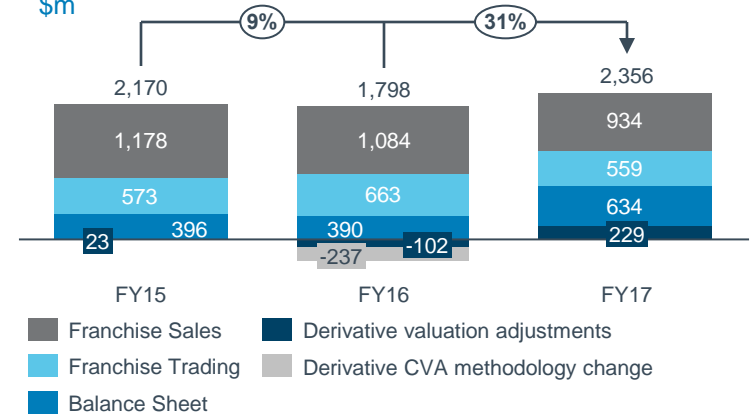 $m
9%
31%
2,170
1,798
2,356
1,178
1,084
934
573
663
559
396
390
634
23
-102
229
-237
FY15
FY16
FY17
Franchise Sales
Derivative valuation adjustments
Franchise Trading
Derivative CVA methodology change
Balance Sheet